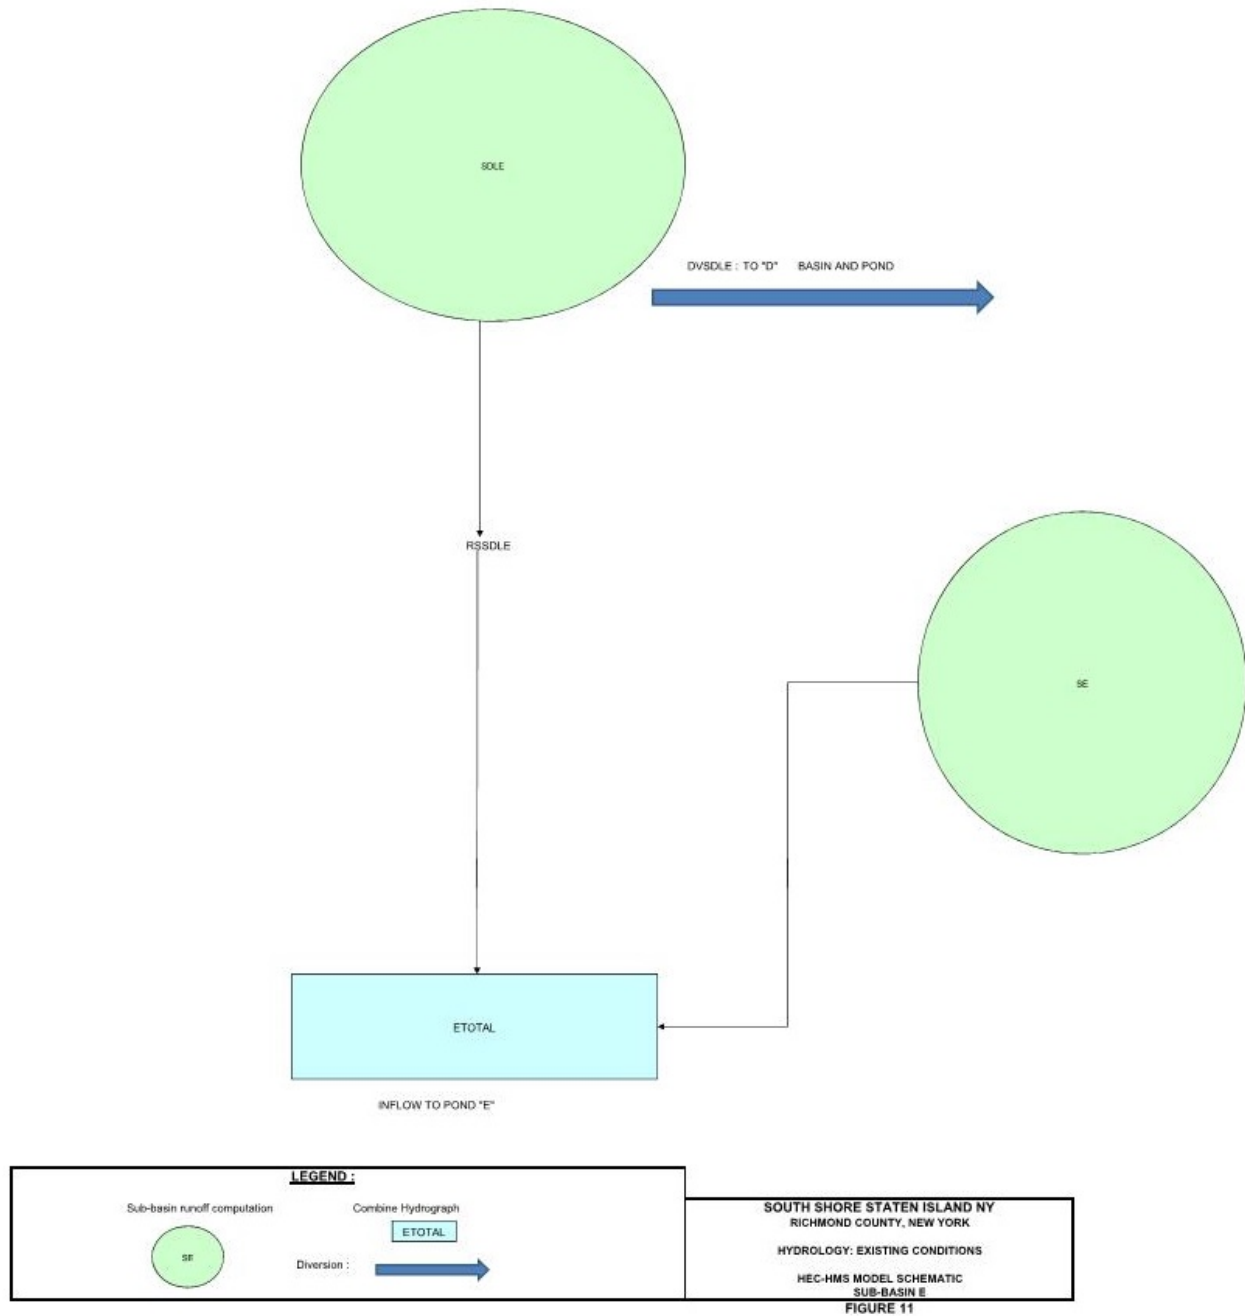 SDLE
DVSDLE : TO "D" BASIN AND POND
RSSDLE
SE
ETOTAL
INFLOW TO POND "E"
LEGEND :
Sub-basin runoff computation
Combine Hydrograph
ETOTAL
SE
Diversion :
SOUTH SHORE STATEN ISLAND NY
RICHMOND COUNTY, NEW YORK
HYDROLOGY: EXISTING CONDITIONS
HEC-HMS MODEL SCHEMATIC
SUB-BASIN E
FIGURE 11